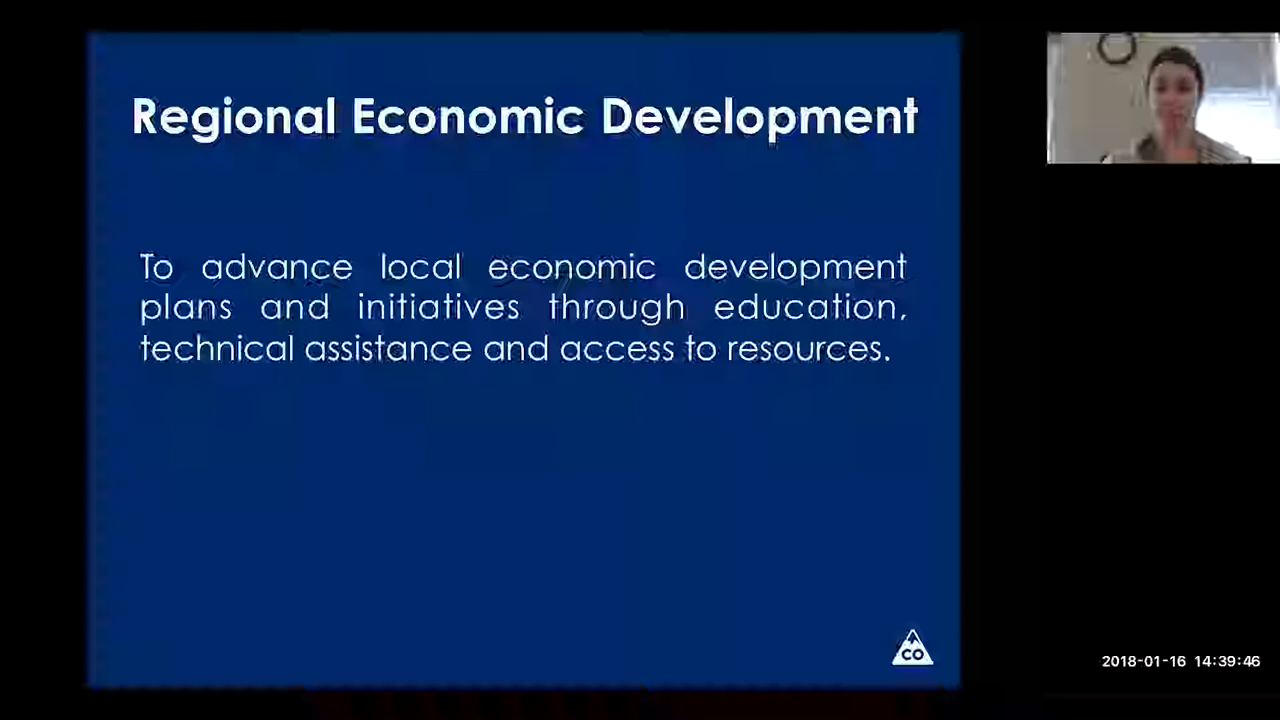 Regional Economic Development
To advance local economic development
plans and initiatives through education,
technical assistance and access to resources.
CO
2018-01-16 14:39:46